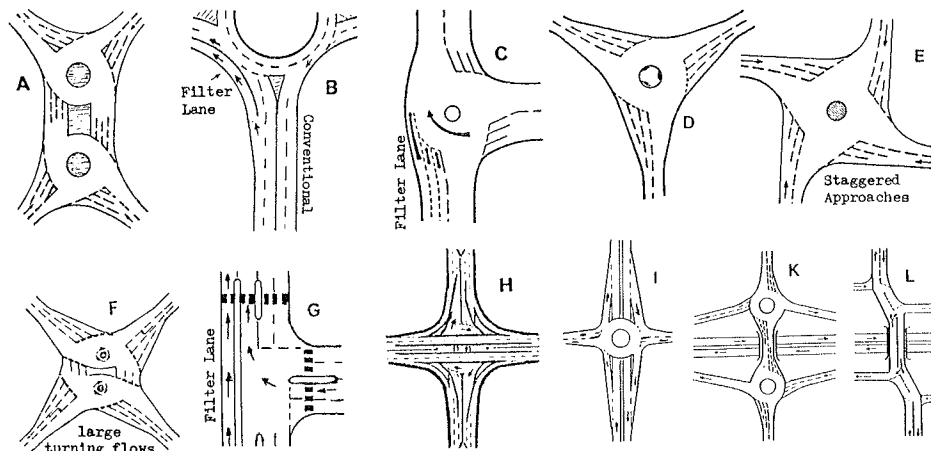 A
Filter
Lane
B
Conventional
C
Filter Lane
D
E
Staggered
Approaches
F
large
turning flows
G
Filter Lane
H
I
K
L